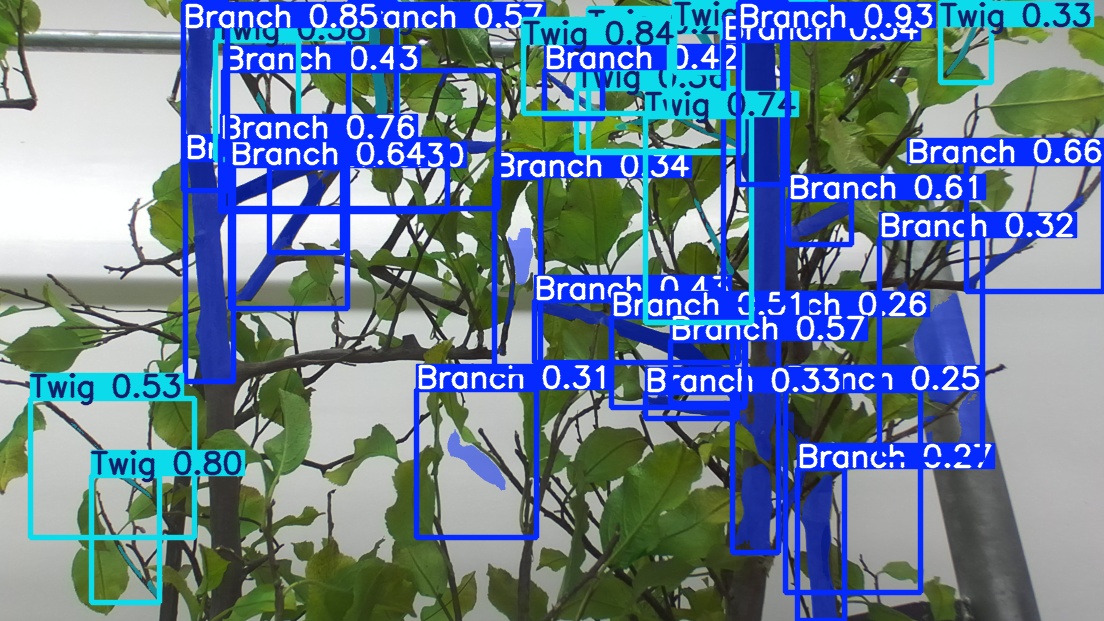 Branch 0.85
anch 0.57
Twig 0.84
Branch 0.93
Twig 0.33
Branch 0.43
Branch 0.42
Twig 0.74
Branch 0.76
Branch 0.64
Branch 0.34
Branch 0.66
Branch 0.61
Branch 0.32
Branch 0.51
0.26
Branch 0.57
Branch 0.31
Branch 0.33
0.25
Twig 0.53
Twig 0.80
Branch 0.27